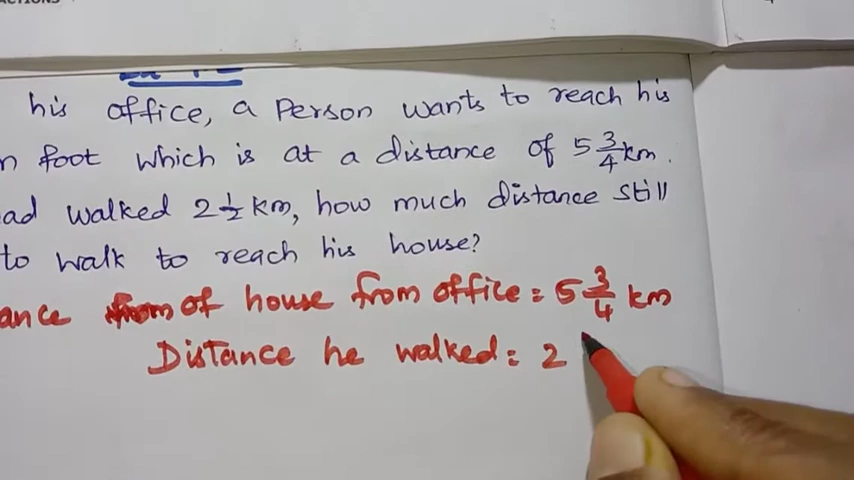 his office, a Person wants to reach his
n foot which is at a distance of 5 3/4 km.
ad walked 2 1/2 km, how much distance still
to walk to reach his house?
ance of house from office = 5 3/4 km
Distance he walked = 2